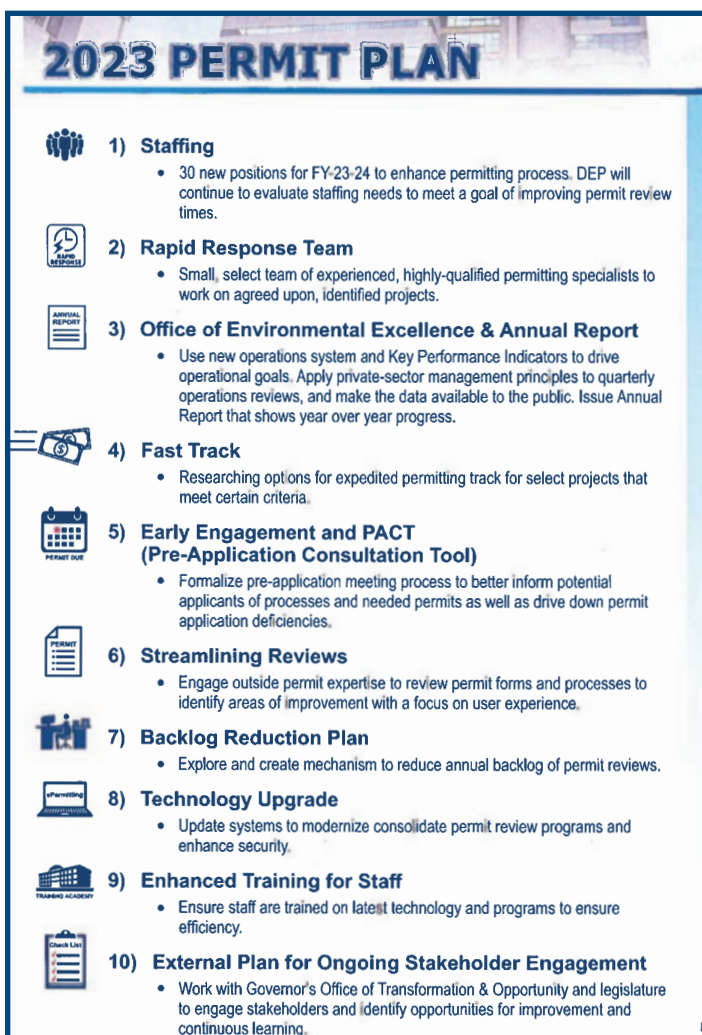 2023 PERMIT PLAN
1) Staffing
• 30 new positions for FY-23-24 to enhance permitting process. DEP will
continue to evaluate staffing needs to meet a goal of improving permit review
times.
RAPID
RESPONSE
2) Rapid Response Team
• Small, select team of experienced, highly-qualified permitting specialists to
work on agreed upon, identified projects.
ANNUAL
REPORT
3) Office of Environmental Excellence & Annual Report
• Use new operations system and Key Performance Indicators to drive
operational goals. Apply private-sector management principles to quarterly
operations reviews, and make the data available to the public. Issue Annual
Report that shows year over year progress.
4) Fast Track
• Researching options for expedited permitting track for select projects that
meet certain criteria.
PERMIT DUE
5) Early Engagement and PACT
(Pre-Application Consultation Tool)
• Formalize pre-application meeting process to better inform potential
applicants of processes and needed permits as well as drive down permit
application deficiencies.
PERMIT
6) Streamlining Reviews
• Engage outside permit expertise to review permit forms and processes to
identify areas of improvement with a focus on user experience.
7) Backlog Reduction Plan
• Explore and create mechanism to reduce annual backlog of permit reviews.
ePermitting
8) Technology Upgrade
• Update systems to modernize consolidate permit review programs and
enhance security.
TRAINING ACADEMY
9) Enhanced Training for Staff
• Ensure staff are trained on latest technology and programs to ensure
efficiency.
Check List
10) External Plan for Ongoing Stakeholder Engagement
• Work with Governor's Office of Transformation & Opportunity and legislature
to engage stakeholders and identify opportunities for improvement and
continuous learning.